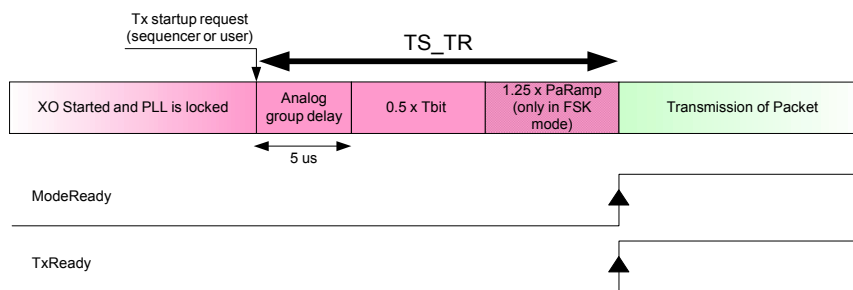 Tx startup request
(sequencer or user)
TS_TR
XO Started and PLL is locked
Analog
group delay
0.5 x Tbit
1.25 x PaRamp
(only in FSK
mode)
Transmission of Packet
5 us
ModeReady
TxReady